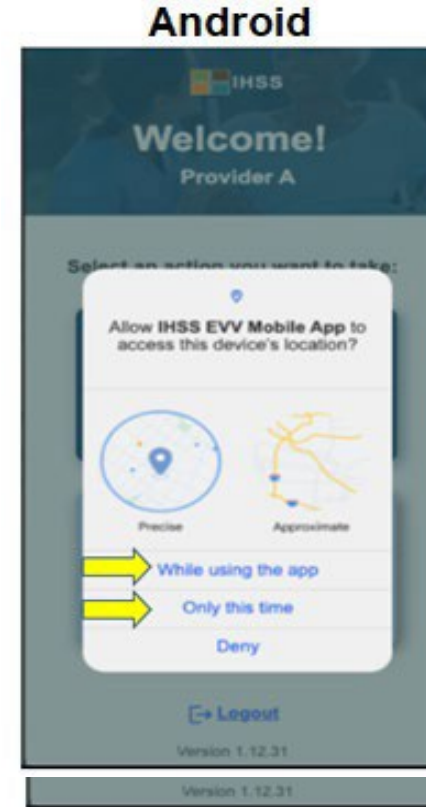 Android
IHSS
Welcome!
Provider A
Select an action you want to take:
Allow IHSS EVV Mobile App to
access this device's location?
Precise Approximate
While using the app
Only this time
Deny
Logout
Version 1.12.31
Version 1.12.31